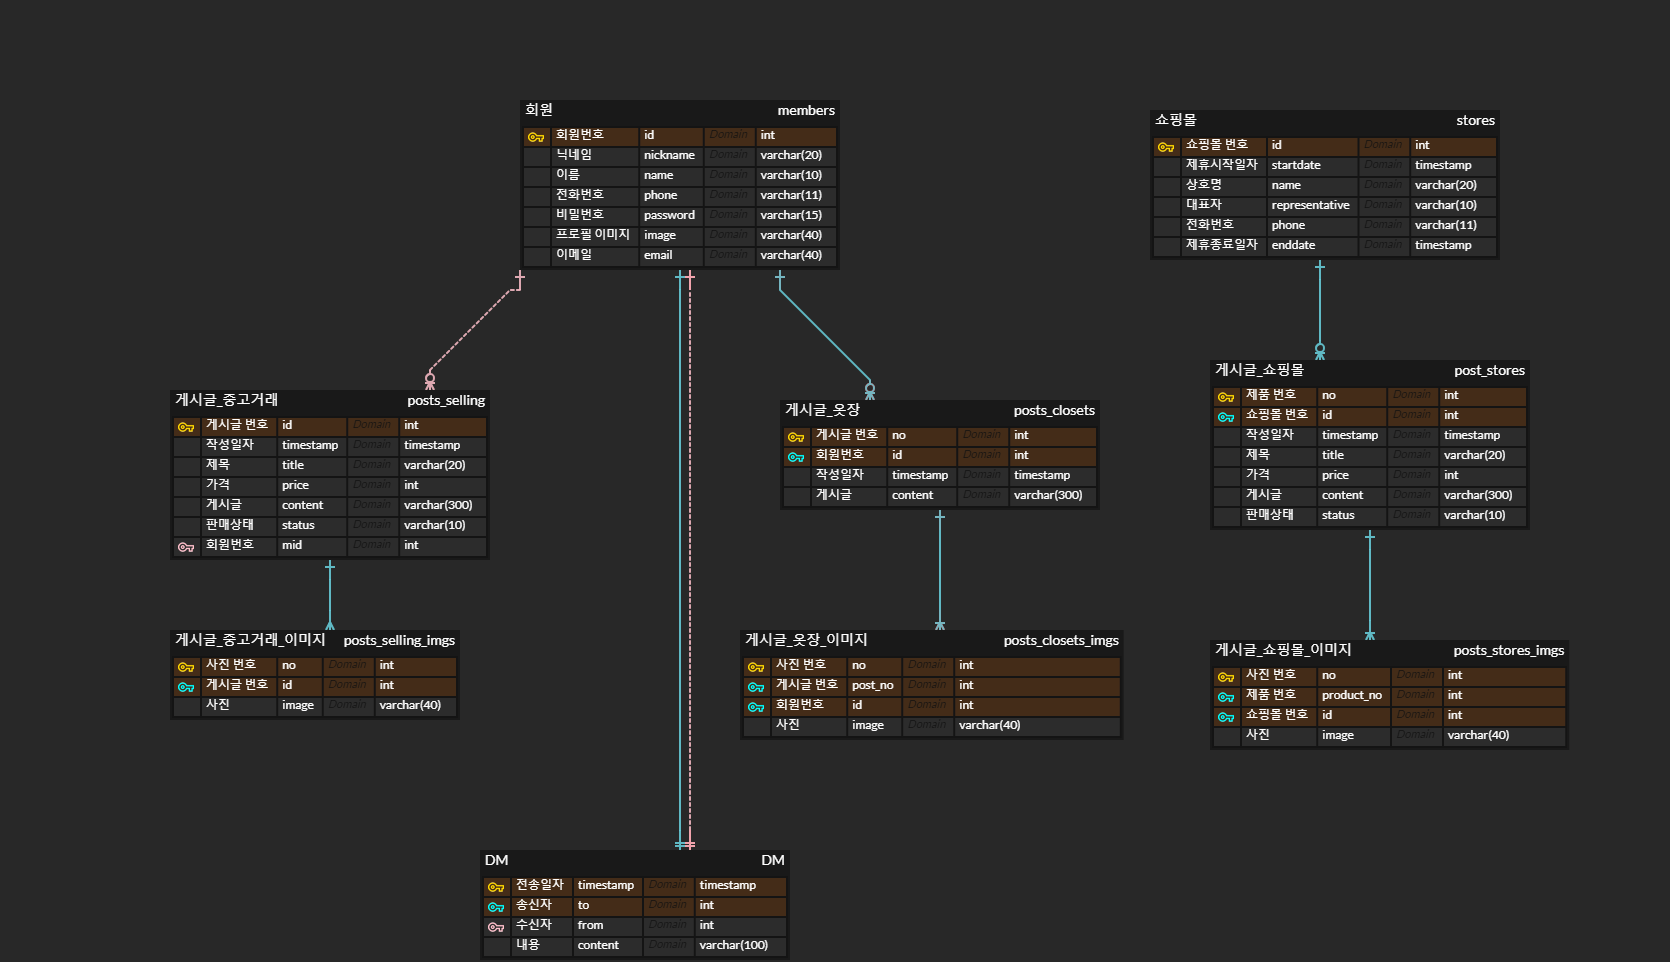 회원 members
회원번호 id Domain int
닉네임 nickname Domain varchar(20)
이름 name Domain varchar(10)
전화번호 phone Domain varchar(11)
비밀번호 password Domain varchar(15)
프로필 이미지 image Domain varchar(40)
이메일 email Domain varchar(40)
쇼핑몰 stores
쇼핑몰 번호 id Domain int
제휴시작일자 startdate Domain timestamp
상호명 name Domain varchar(20)
대표자 representative Domain varchar(10)
전화번호 phone Domain varchar(11)
제휴종료일자 enddate Domain timestamp
게시글_중고거래 posts_selling
게시글 번호 id Domain int
작성일자 timestamp Domain timestamp
제목 title Domain varchar(20)
가격 price Domain int
게시글 content Domain varchar(300)
판매상태 status Domain varchar(10)
회원번호 mid Domain int
게시글_옷장 posts_closets
게시글 번호 no Domain int
회원번호 id Domain int
작성일자 timestamp Domain timestamp
게시글 content Domain varchar(300)
게시글_쇼핑몰 post_stores
제품 번호 no Domain int
쇼핑몰 번호 id Domain int
작성일자 timestamp Domain timestamp
제목 title Domain varchar(20)
가격 price Domain int
게시글 content Domain varchar(300)
판매상태 status Domain varchar(10)
게시글_중고거래_이미지 posts_selling_imgs
사진 번호 no Domain int
게시글 번호 id Domain int
사진 image Domain varchar(40)
게시글_옷장_이미지 posts_closets_imgs
사진 번호 no Domain int
게시글 번호 post_no Domain int
회원번호 id Domain int
사진 image Domain varchar(40)
게시글_쇼핑몰_이미지 posts_stores_imgs
사진 번호 no Domain int
제품 번호 product_no Domain int
쇼핑몰 번호 id Domain int
사진 image Domain varchar(40)
DM DM
전송일자 timestamp Domain timestamp
송신자 to Domain int
수신자 from Domain int
내용 content Domain varchar(100)